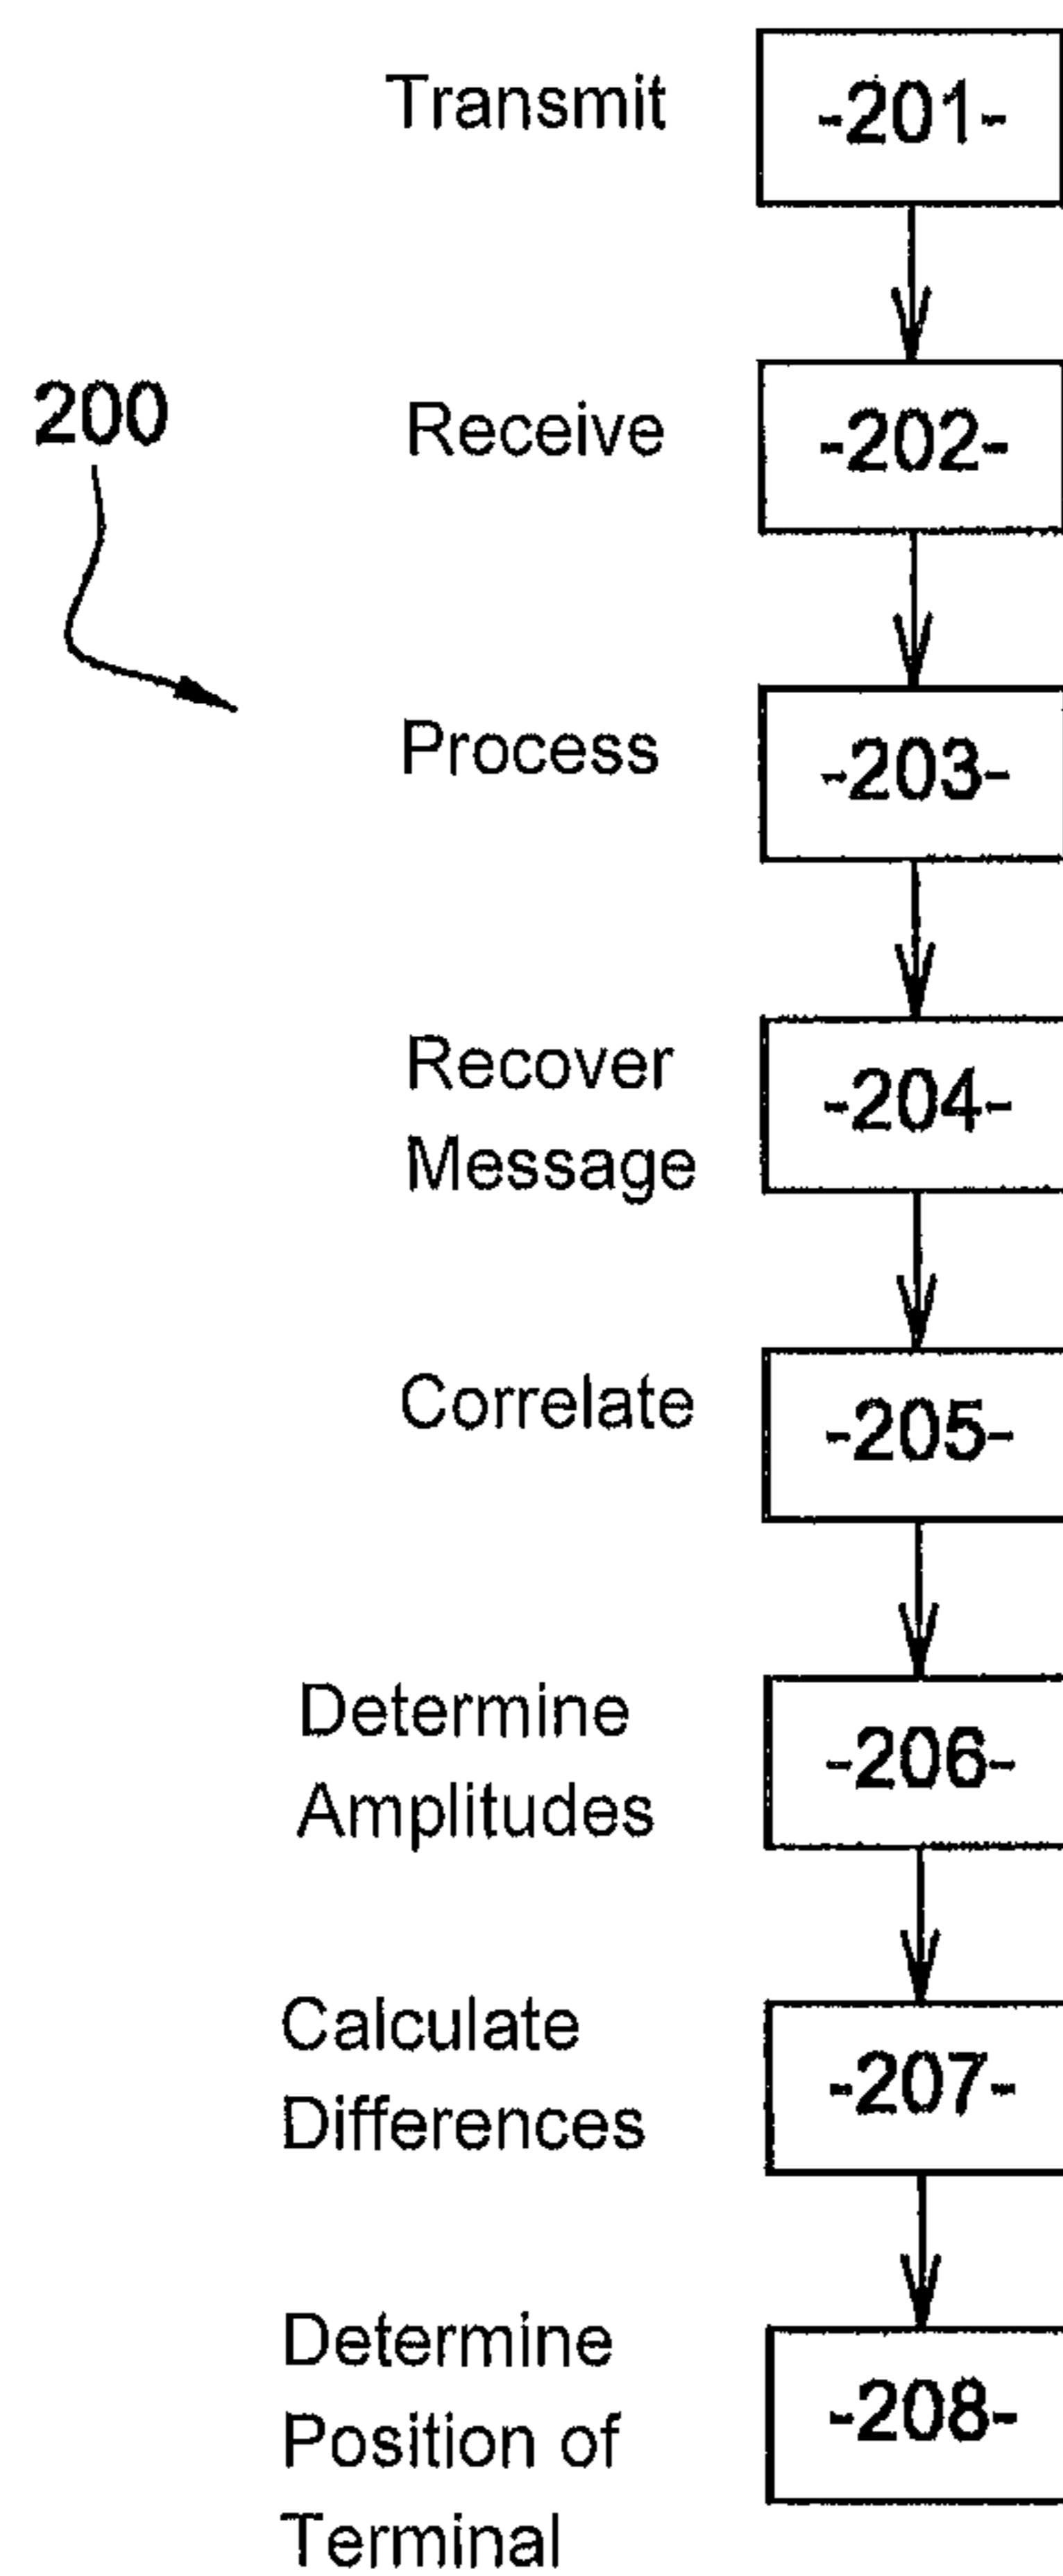 Transmit -201-
200
Receive -202-
Process -203-
Recover
Message
-204-
Correlate -205-
Determine
Amplitudes
-206-
Calculate
Differences
-207-
Determine
Position of
Terminal
-208-